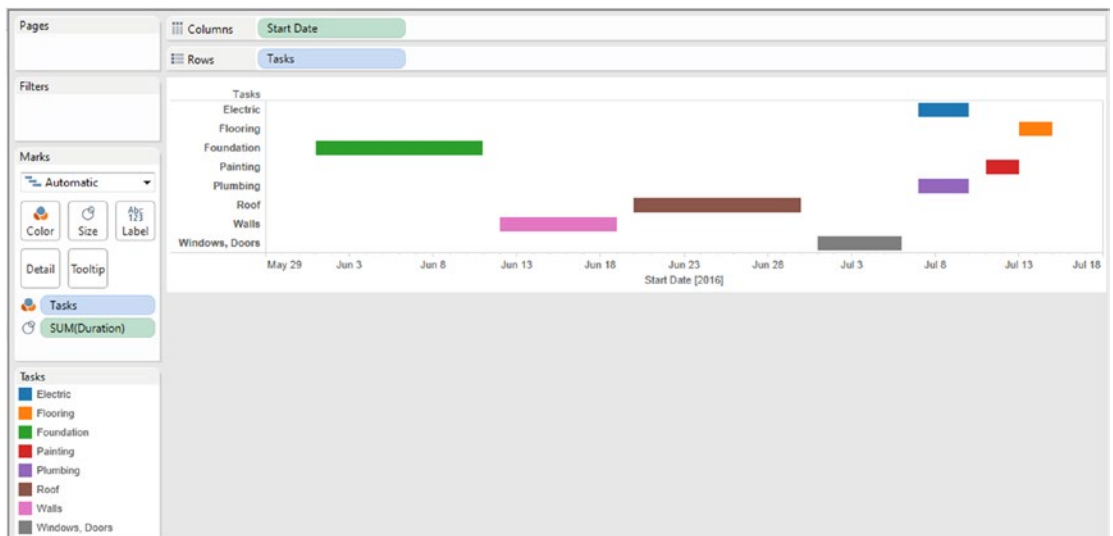 Pages
Columns Start Date
Rows Tasks
Filters
Marks
Automatic
Color Size Abc 123 Label
Detail Tooltip
Tasks
SUM(Duration)
Tasks
Electric
Flooring
Foundation
Painting
Plumbing
Roof
Walls
Windows, Doors
Tasks
Electric
Flooring
Foundation
Painting
Plumbing
Roof
Walls
Windows, Doors
May 29 Jun 3 Jun 8 Jun 13 Jun 18 Jun 23 Jun 28 Jul 3 Jul 8 Jul 13 Jul 18
Start Date [2016]